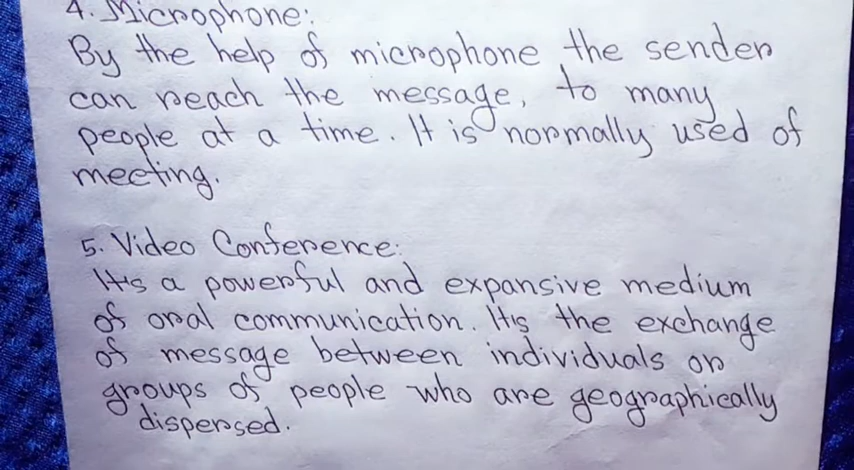 4. Microphone:
By the help of microphone the sender
can reach the message, to many
people at a time. It is normally used of
meeting.
5. Video Conference:
It's a powerful and expansive medium
of oral communication. It's the exchange
of message between individuals or
groups of people who are geographically
dispersed.